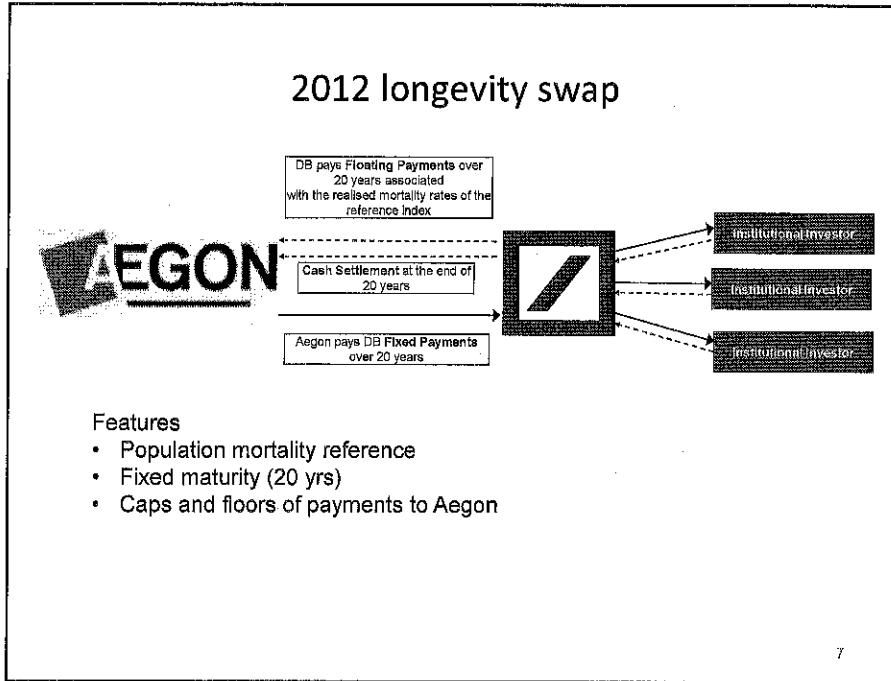 2012 longevity swap
DB pays Floating Payments over
20 years associated
with the realised mortality rates of the
reference Index
AEGON
Cash Settlement at the end of
20 years
Aegon pays DB Fixed Payments
over 20 years
Institutional Investor
Institutional Investor
Institutional Investor
Features
• Population mortality reference
• Fixed maturity (20 yrs)
• Caps and floors of payments to Aegon
7